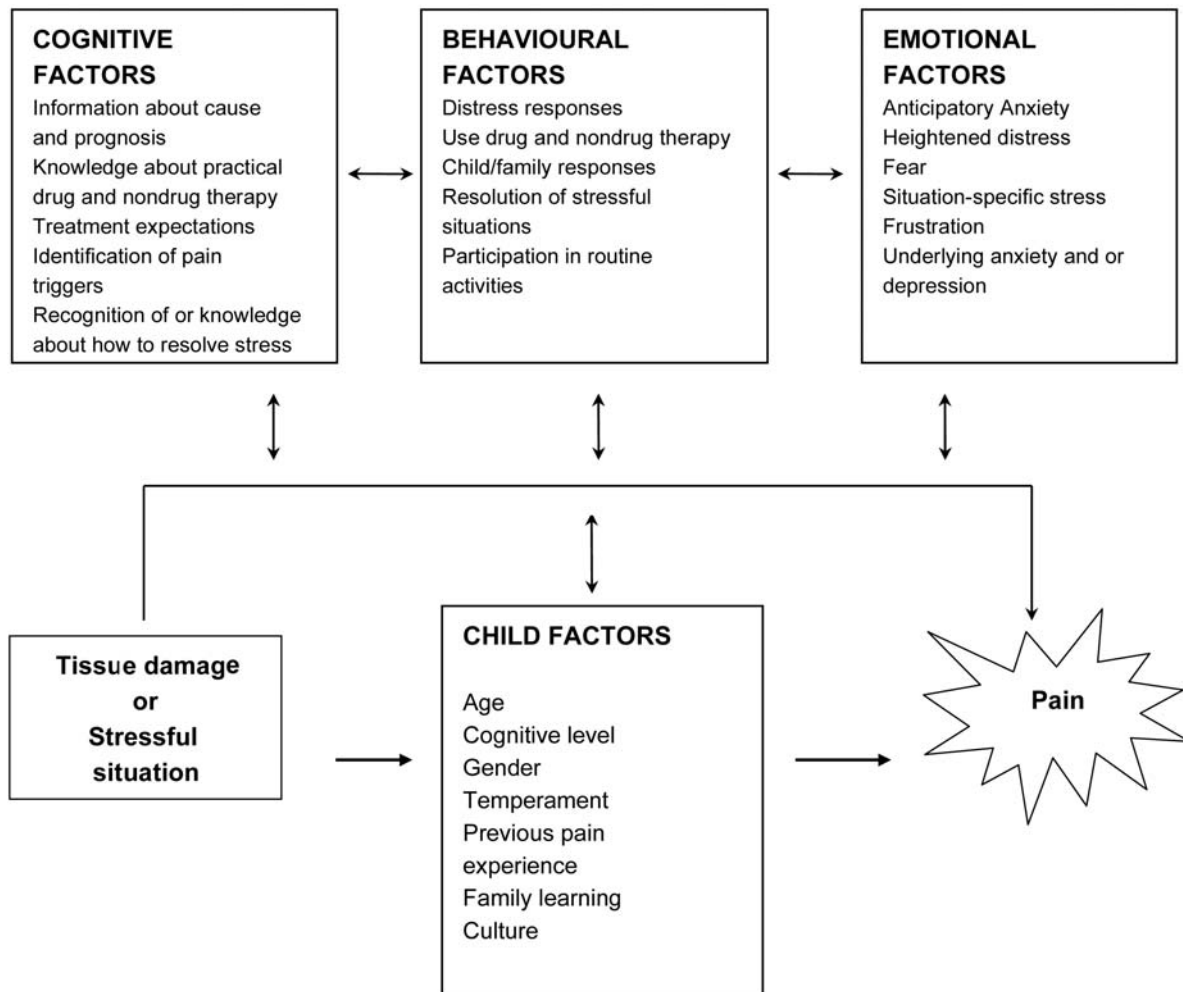 COGNITIVE
FACTORS
Information about cause
and prognosis
Knowledge about practical
drug and nondrug therapy
Treatment expectations
Identification of pain
triggers
Recognition of or knowledge
about how to resolve stress
BEHAVIOURAL
FACTORS
Distress responses
Use drug and nondrug therapy
Child/family responses
Resolution of stressful
situations
Participation in routine
activities
EMOTIONAL
FACTORS
Anticipatory Anxiety
Heightened distress
Fear
Situation-specific stress
Frustration
Underlying anxiety and or
depression
Tissue damage
or
Stressful
situation
CHILD FACTORS
Age
Cognitive level
Gender
Temperament
Previous pain
experience
Family learning
Culture
Pain